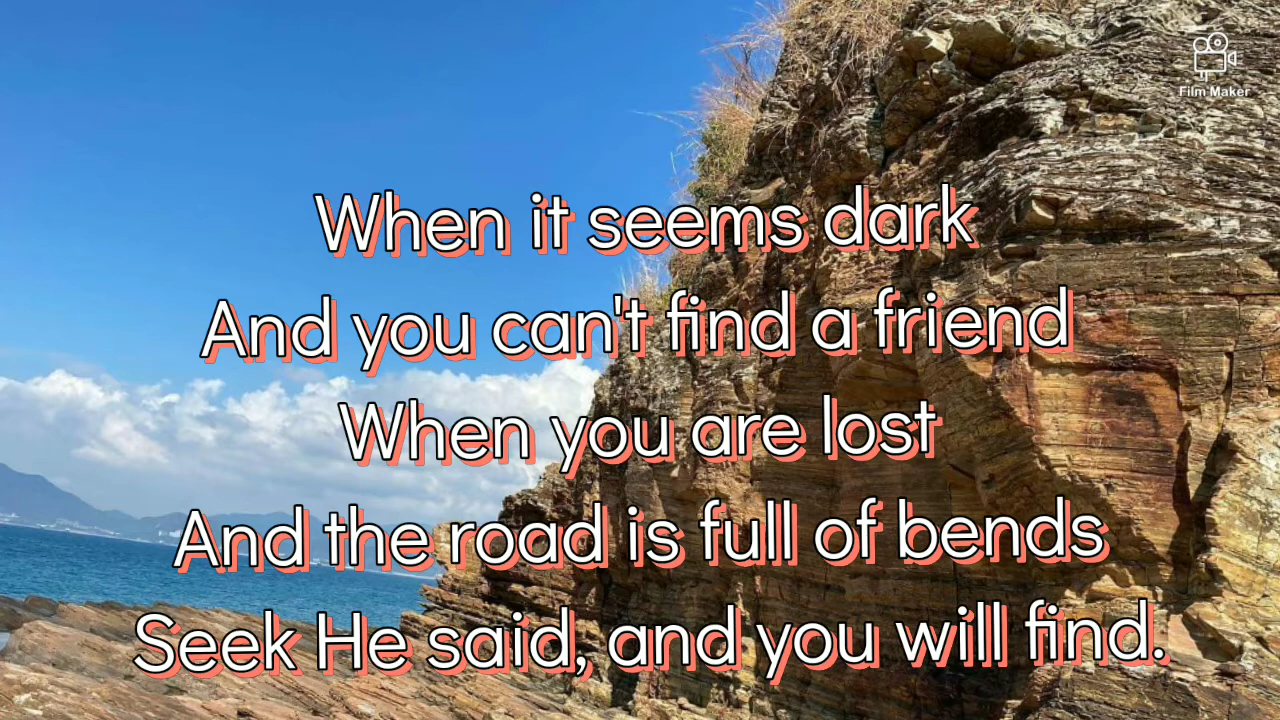 Film Maker
When it seems dark
And you can't find a friend
When you are lost
And the road is full of bends
Seek He said, and you will find.